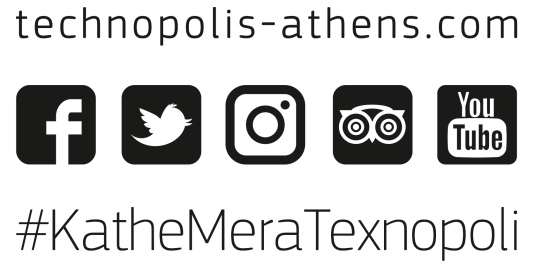 technopolis-athens.com
f You Tube
#KatheMeraTexnopoli